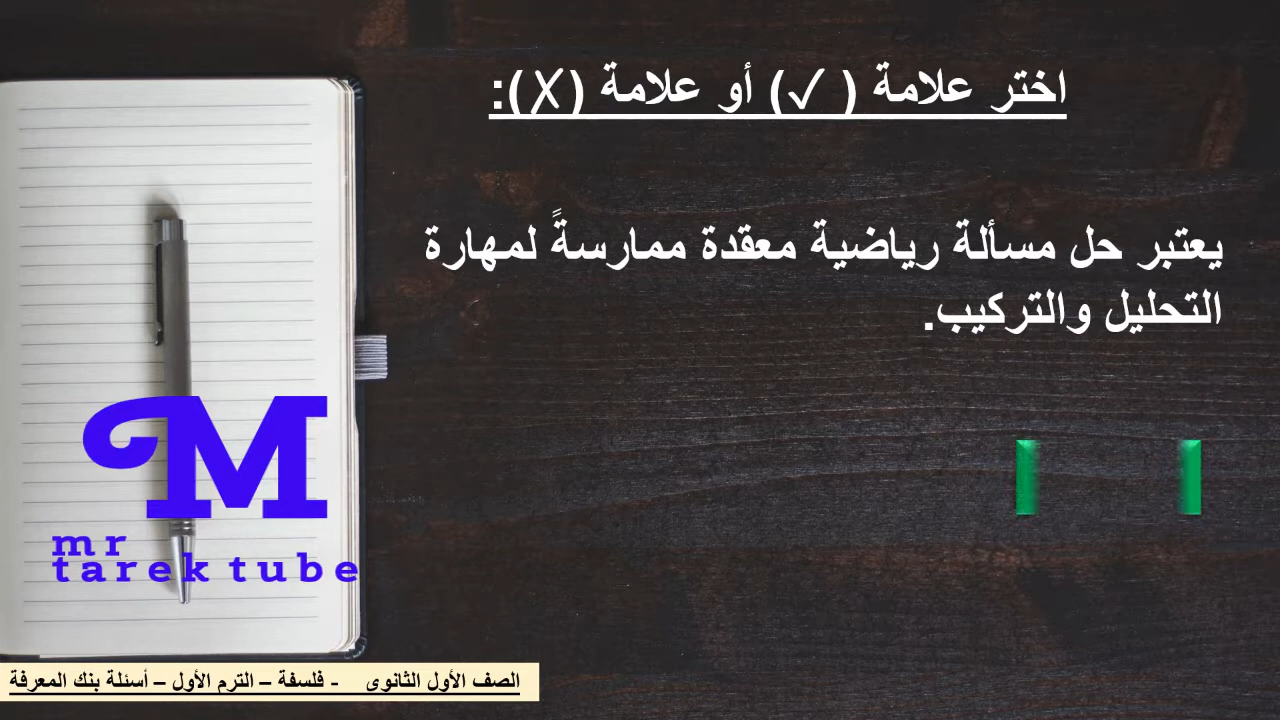 اختر علامة ( ✓) أو علامة (X):
يعتبر حل مسألة رياضية معقدة ممارسةً لمهارة
التحليل والتركيب.
M
mr
tarek tube
الصف الأول الثانوى - فلسفة – الترم الأول – أسئلة بنك المعرفة